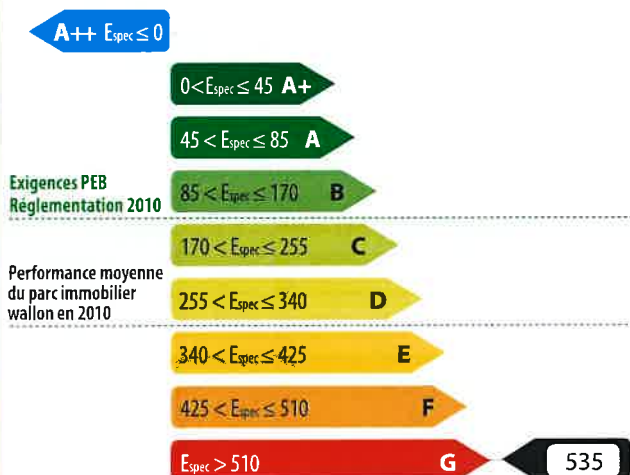 A++ Espec ≤ 0
0 < Espec ≤ 45 A+
45 < Espec ≤ 85 A
Exigences PEB
Réglementation 2010
85 < Espec ≤ 170 B
170 < Espec ≤ 255 C
Performance moyenne
du parc immobilier
wallon en 2010
255 < Espec ≤ 340 D
340 < Espec ≤ 425 E
425 < Espec ≤ 510 F
Espec > 510 G 535